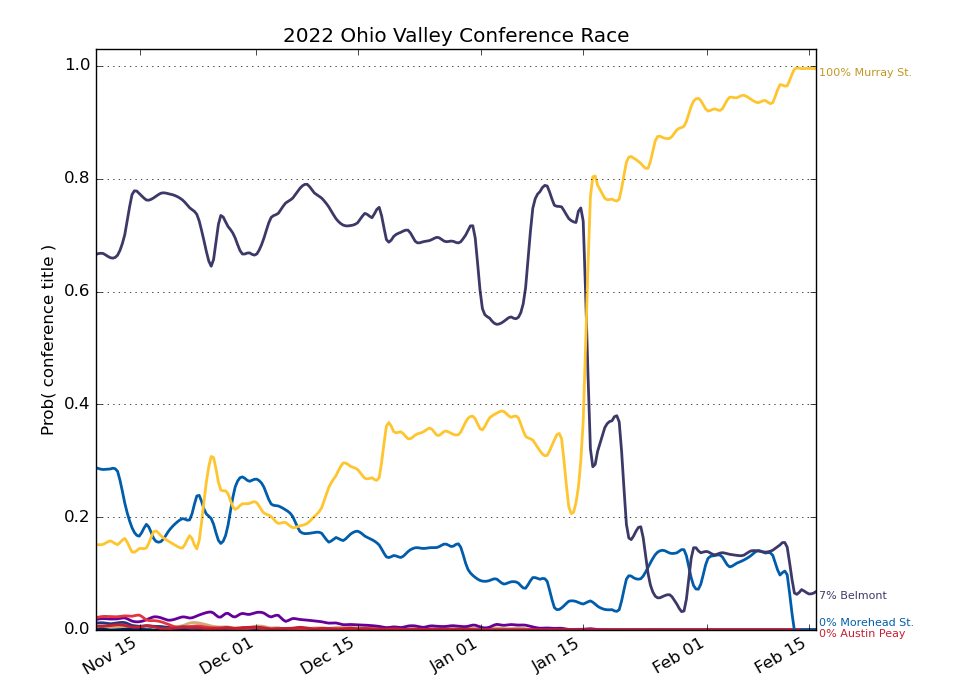 2022 Ohio Valley Conference Race
1.0
0.8
0.6
0.4
0.2
0.0
Prob( conference title )
Nov 15
Dec 01
Dec 15
Jan 01
Jan 15
Feb 01
Feb 15
100% Murray St.
7% Belmont
0% Morehead St.
0% Austin Peay